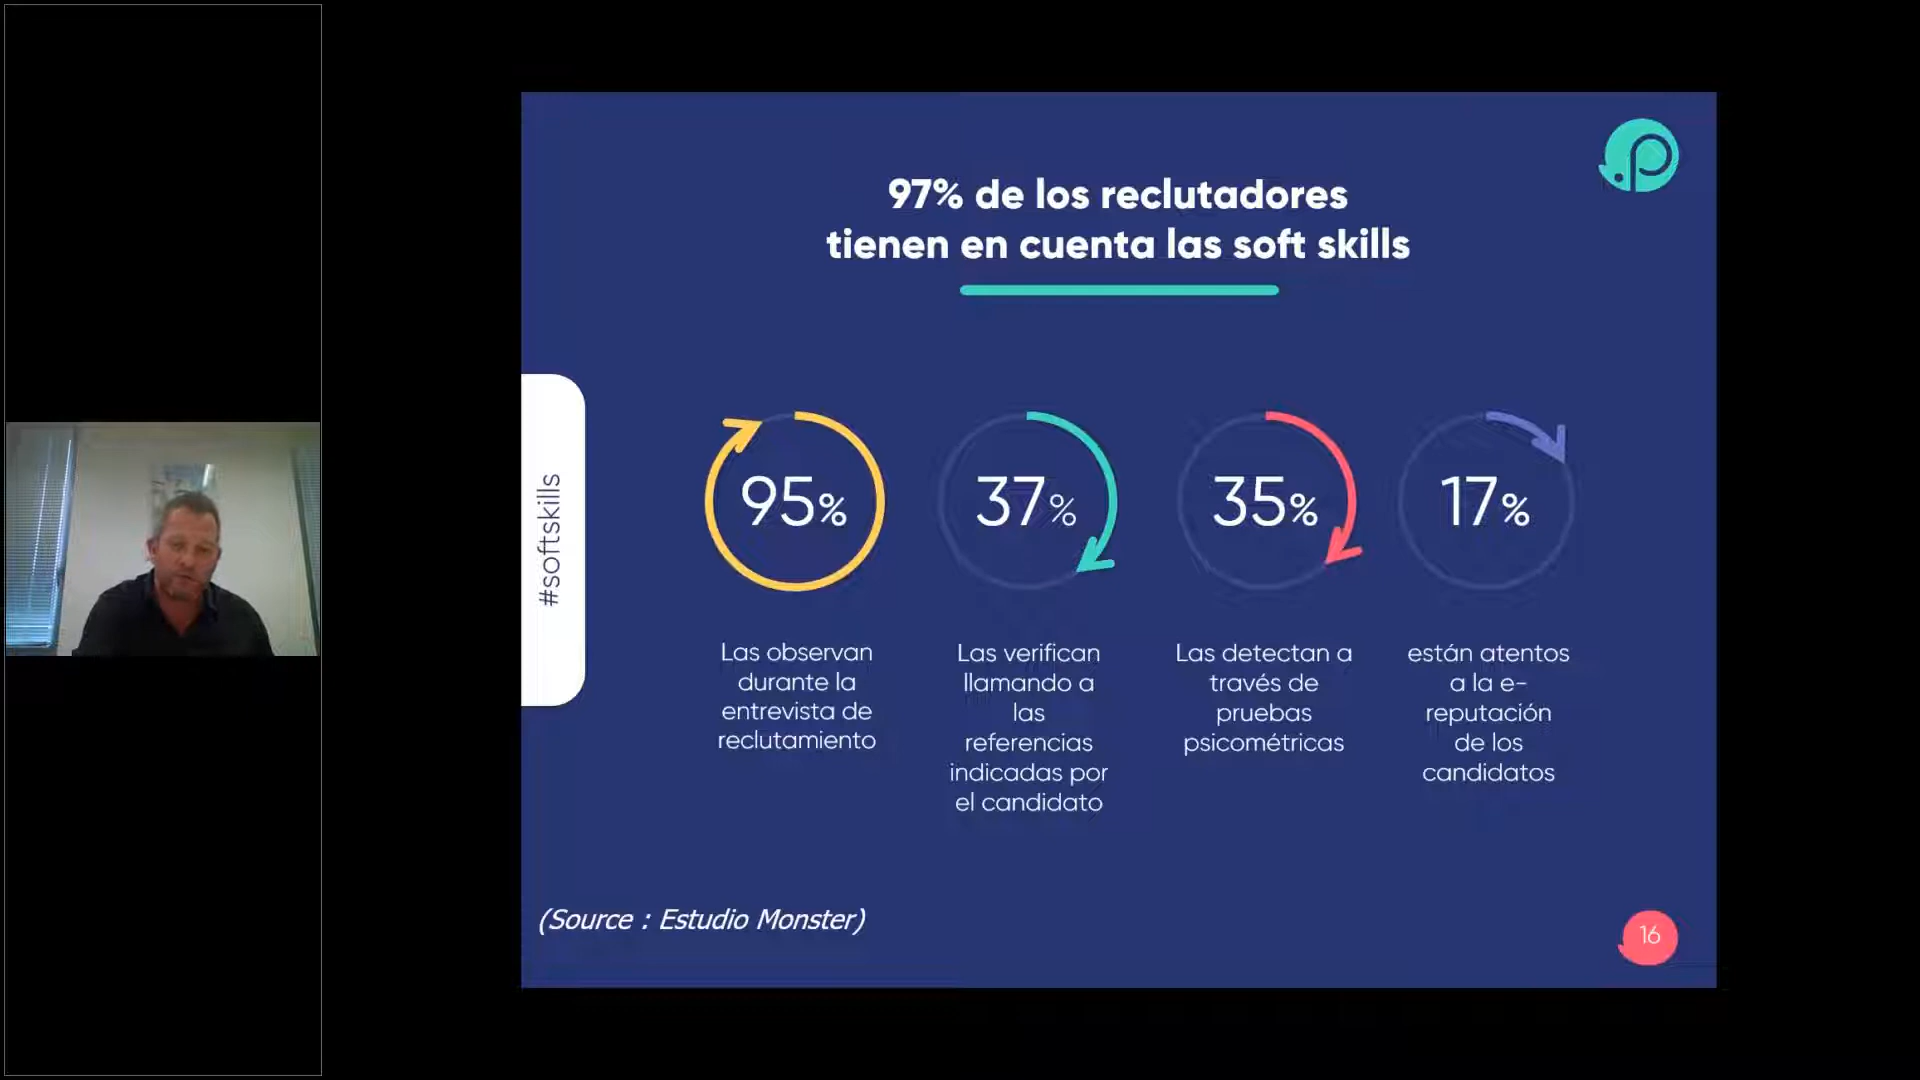 97% de los reclutadores
tienen en cuenta las soft skills
#softskills
95%
Las observan
durante la
entrevista de
reclutamiento
37%
Las verifican
llamando a
las
referencias
indicadas por
el candidato
35%
Las detectan a
través de
pruebas
psicométricas
17%
están atentos
a la e-
reputación
de los
candidatos
(Source : Estudio Monster)
16